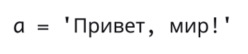 a = 'Привет, мир!'